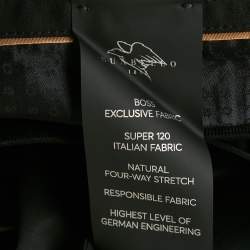 BOSS
EXCLUSIVE FABRIC
SUPER 120
ITALIAN FABRIC
NATURAL
FOUR-WAY STRETCH
RESPONSIBLE FABRIC
HIGHEST LEVEL OF
GERMAN ENGINEERING